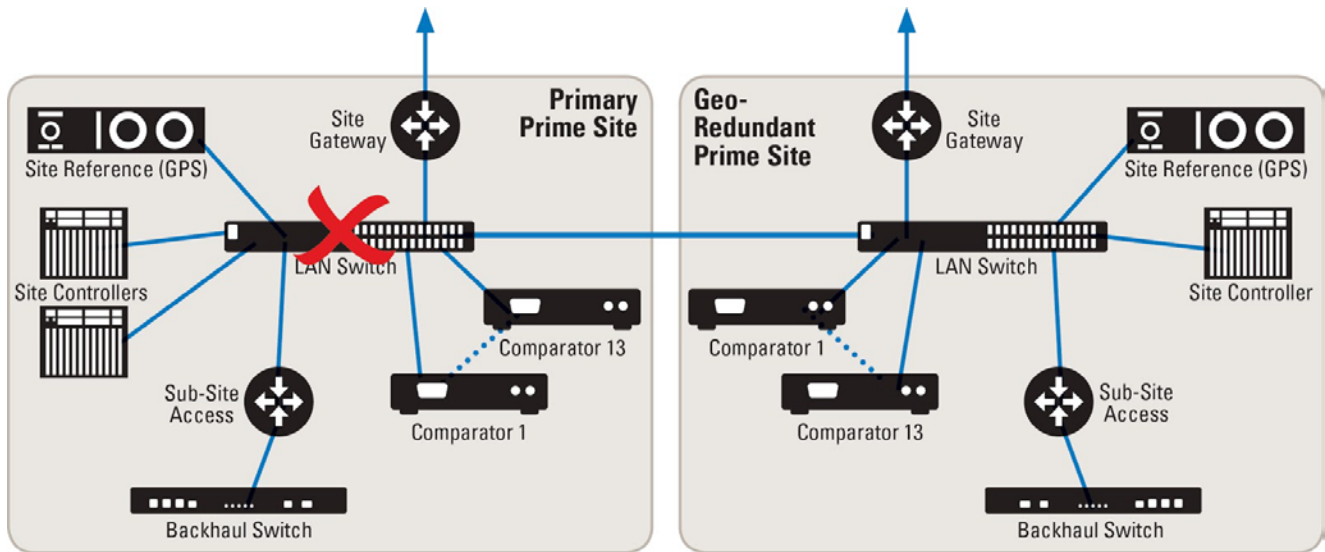 Primary
Prime Site
Site
Gateway
Site Reference (GPS)
LAN Switch
Site Controllers
Comparator 13
Sub-Site
Access
Comparator 1
Backhaul Switch
Geo-
Redundant
Prime Site
Site
Gateway
Site Reference (GPS)
LAN Switch
Site Controller
Comparator 1
Comparator 13
Sub-Site
Access
Backhaul Switch